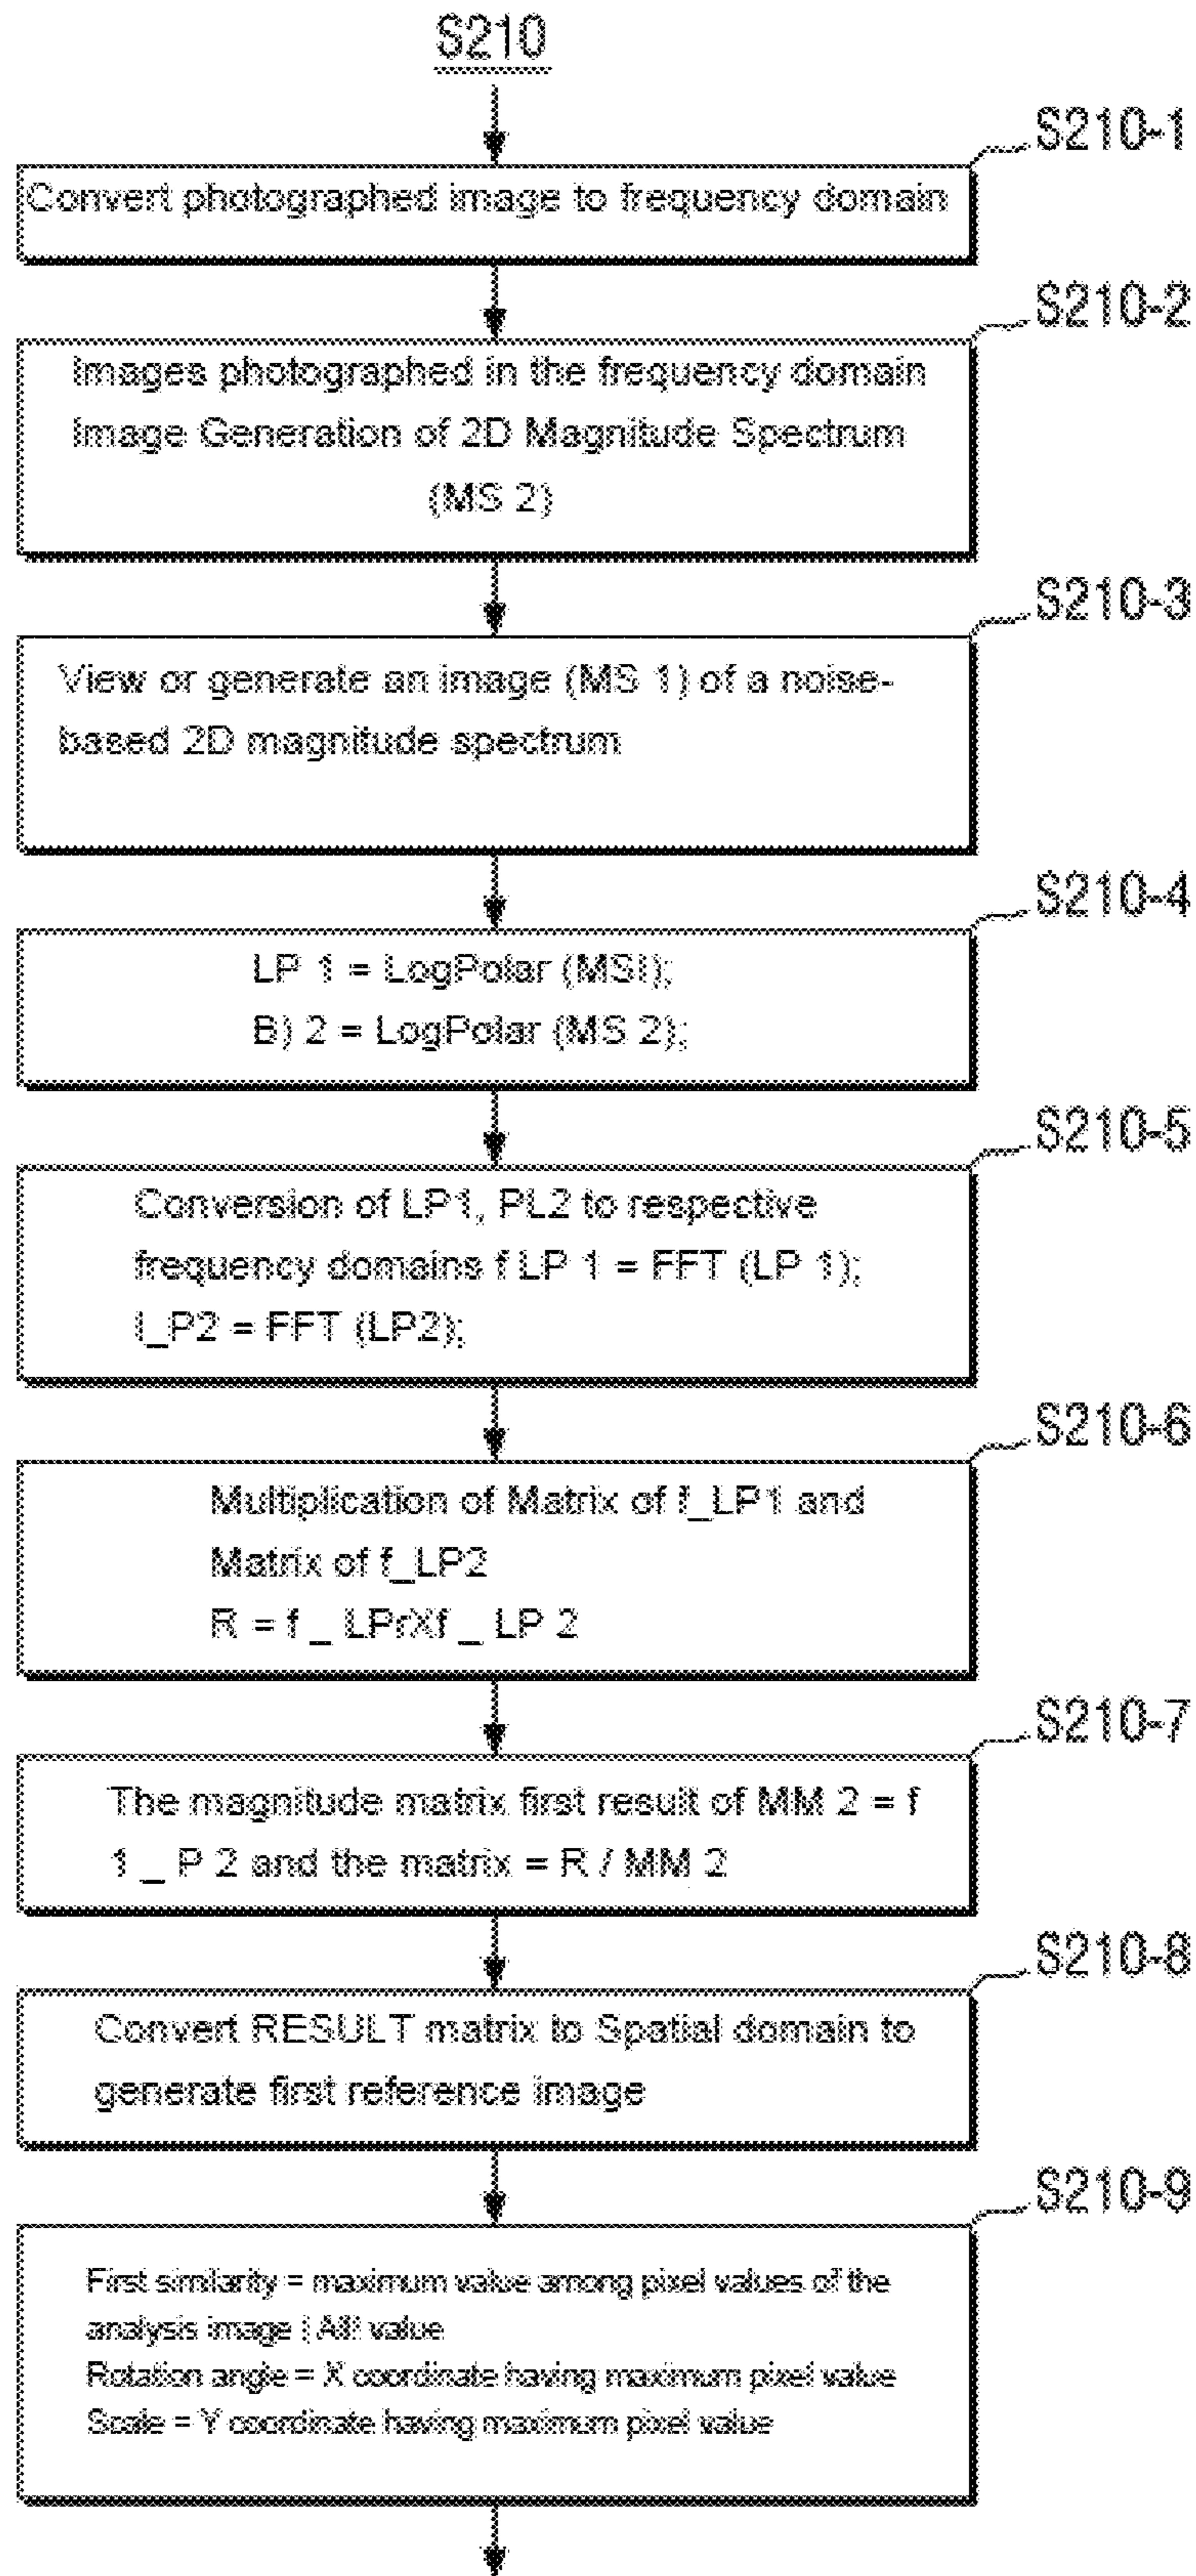 S210
S210-1
Convert photographed image to frequency domain
S210-2
Images photographed in the frequency domain
Image Generation of 2D Magnitude Spectrum
(MS 2)
S210-3
View or generate an image (MS 1) of a noise-
based 2D magnitude spectrum
S210-4
LP 1 = LogPolar (MSI);
B) 2 = LogPolar (MS 2);
S210-5
Conversion of LP1, PL2 to respective
frequency domains f LP 1 = FFT (LP 1);
l_P2 = FFT (LP2);
S210-6
Multiplication of Matrix of f_LP1 and
Matrix of f_LP2
R = f _ LPrXf _ LP 2
S210-7
The magnitude matrix first result of MM 2 = f
1 _ P 2 and the matrix = R / MM 2
S210-8
Convert RESULT matrix to Spatial domain to
generate first reference image
S210-9
First similarity = maximum value among pixel values of the
analysis image value
Rotation angle = X coordinate having maximum pixel value
Scale = Y coordinate having maximum pixel value